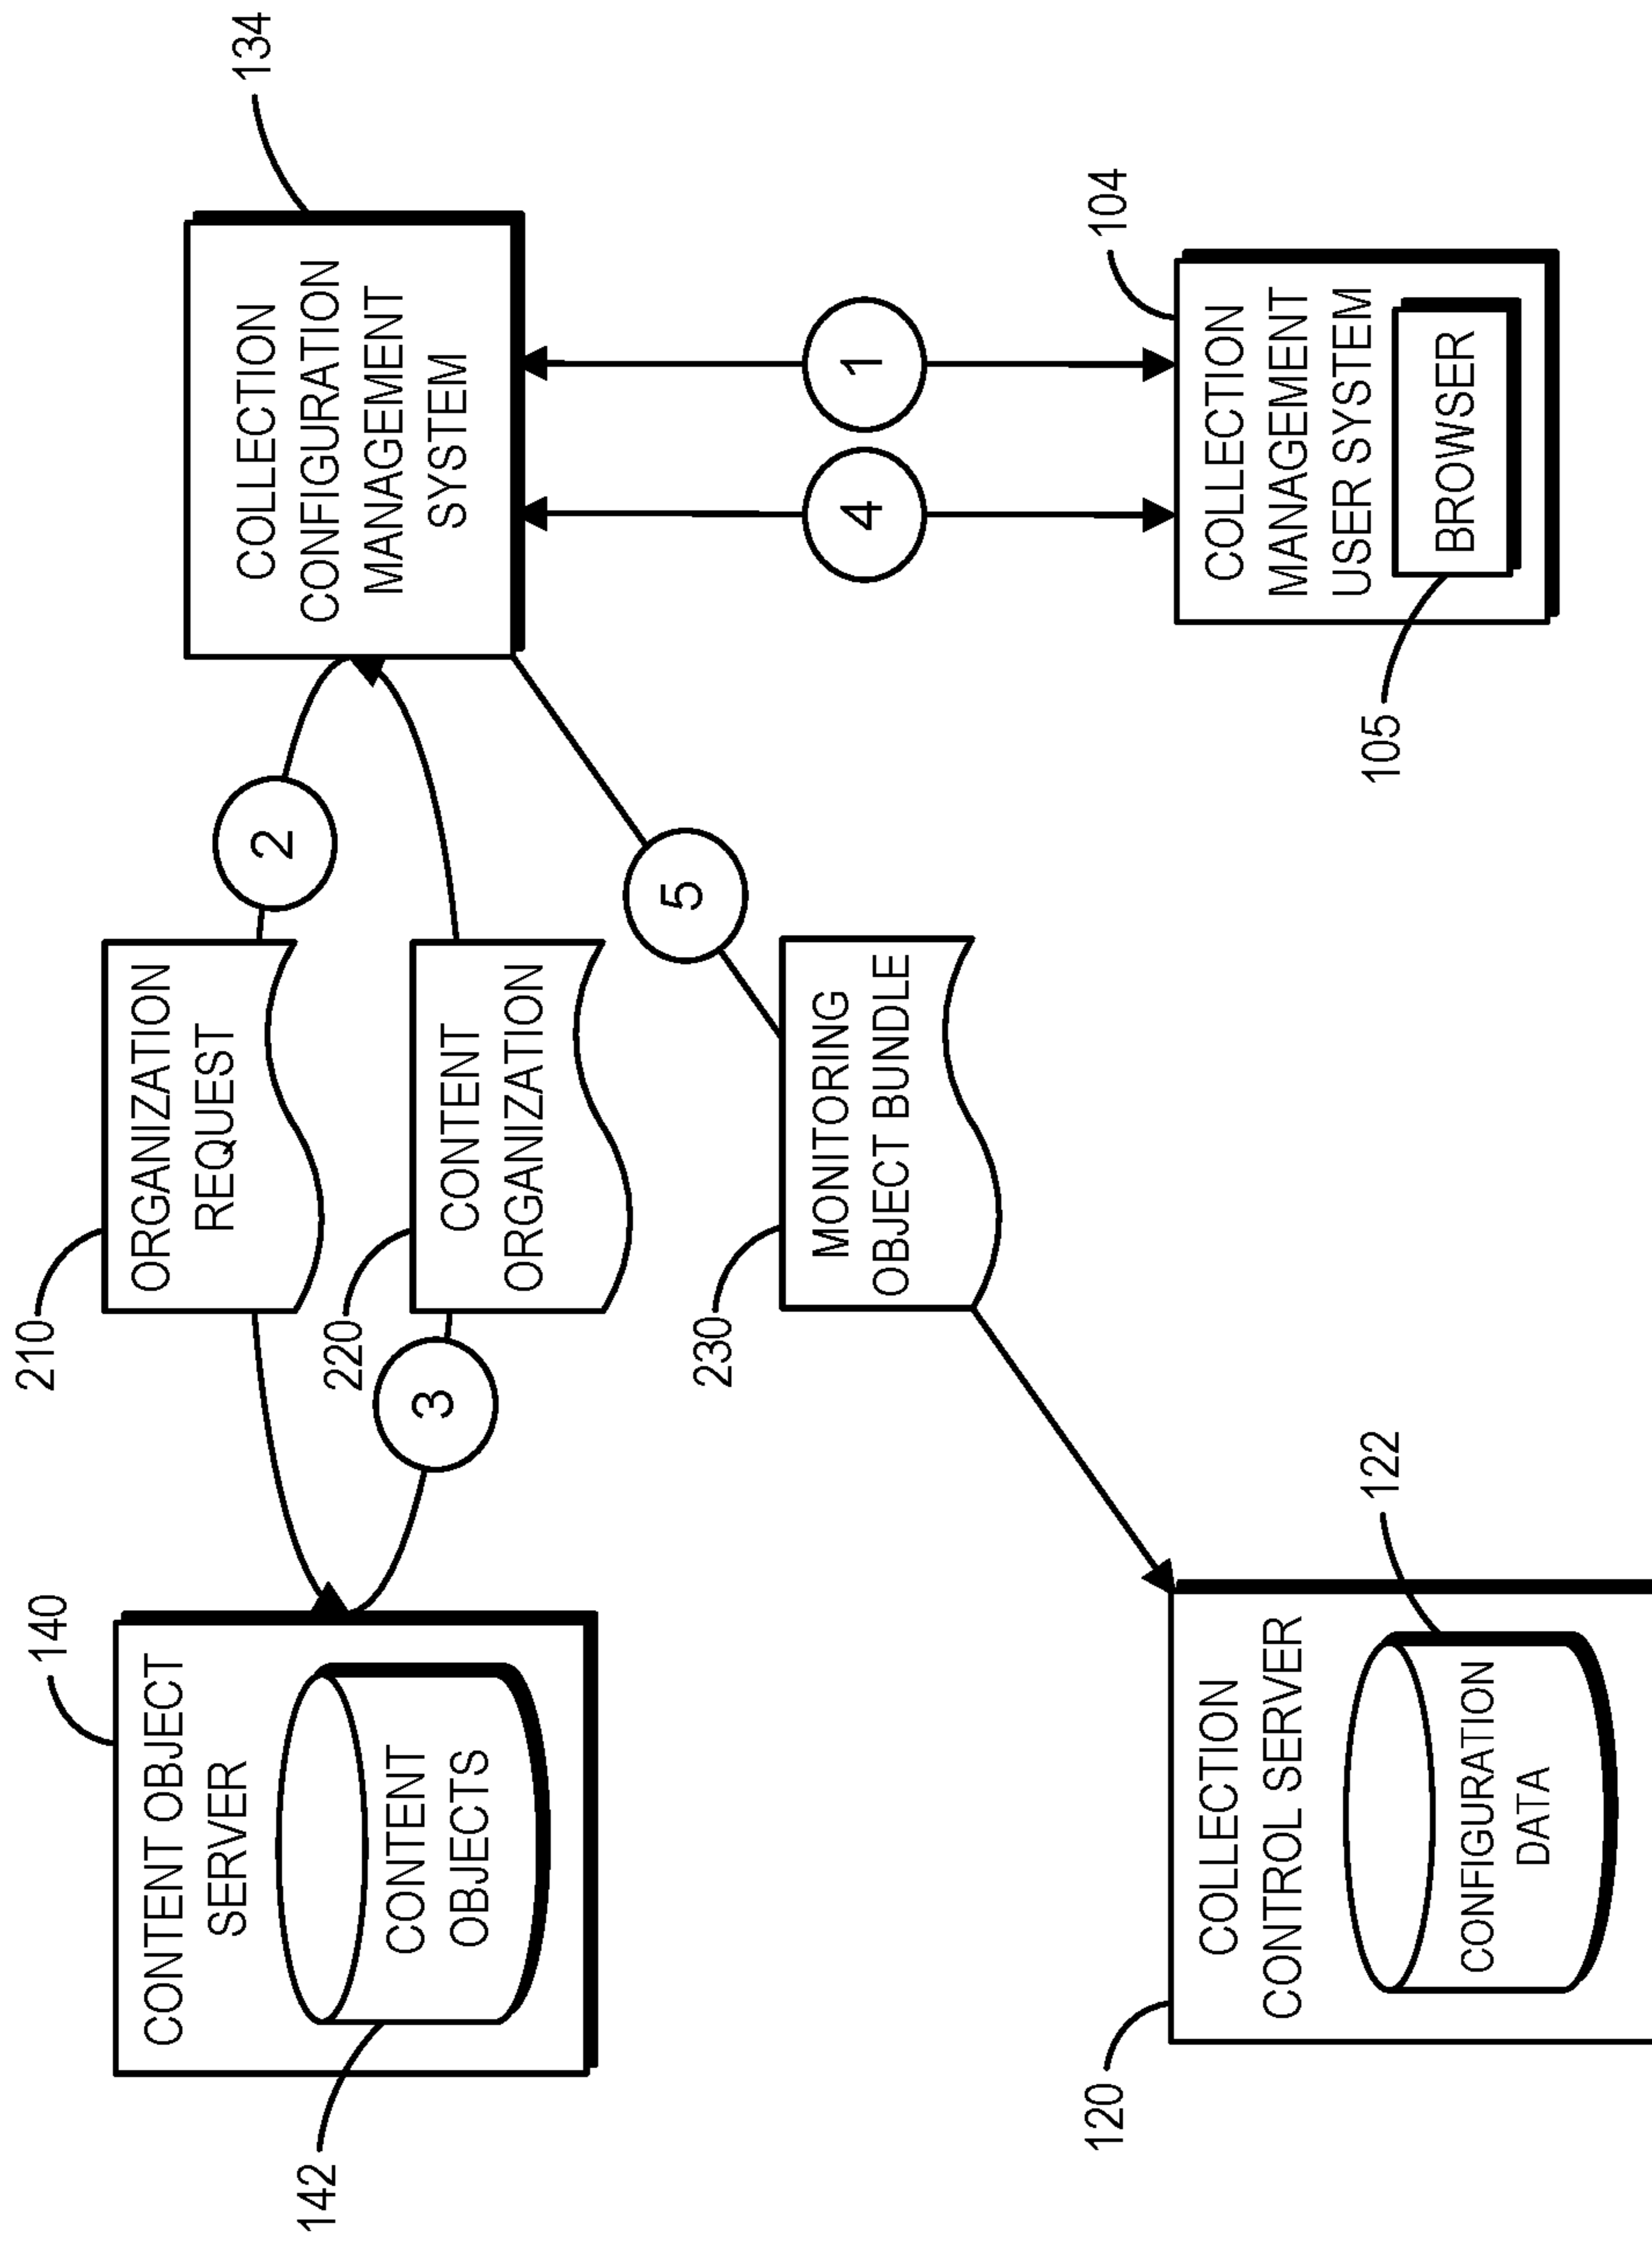 140
CONTENT OBJECT
SERVER
CONTENT
OBJECTS
142
210
ORGANIZATION
REQUEST
2
220
CONTENT
ORGANIZATION
3
134
COLLECTION
CONFIGURATION
MANAGEMENT
SYSTEM
230
MONITORING
OBJECT BUNDLE
5
4
1
120
COLLECTION
CONTROL SERVER
CONFIGURATION
DATA
122
104
COLLECTION
MANAGEMENT
USER SYSTEM
BROWSER
105